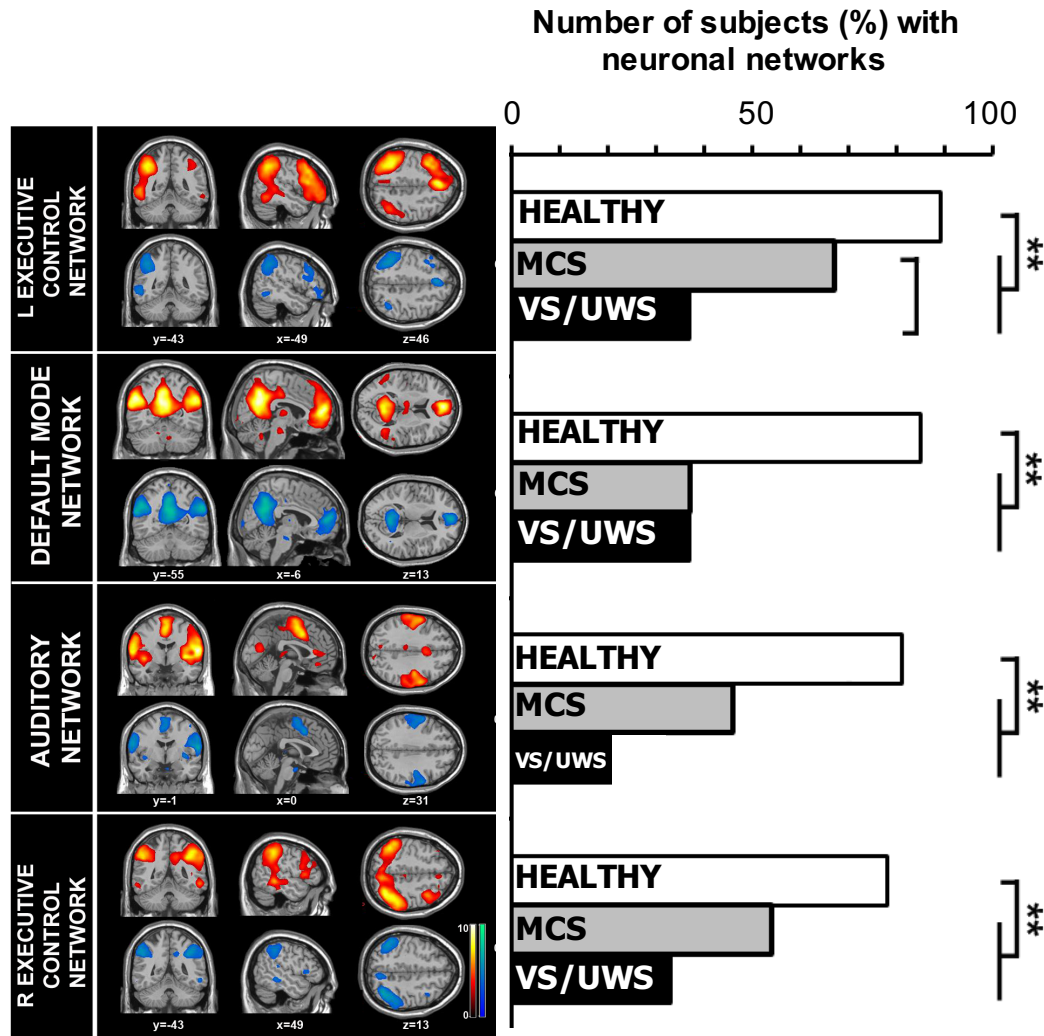 Number of subjects (%) with
neuronal networks
0 50 100
L EXECUTIVE
CONTROL
NETWORK
y=-43 x=-49 z=46
HEALTHY
MCS
VS/UWS
**
DEFAULT MODE
NETWORK
y=-55 x=-6 z=13
HEALTHY
MCS
VS/UWS
**
AUDITORY
NETWORK
y=-1 x=0 z=31
HEALTHY
MCS
VS/UWS
**
R EXECUTIVE
CONTROL
NETWORK
10
0
y=-43 x=49 z=13
HEALTHY
MCS
VS/UWS
**